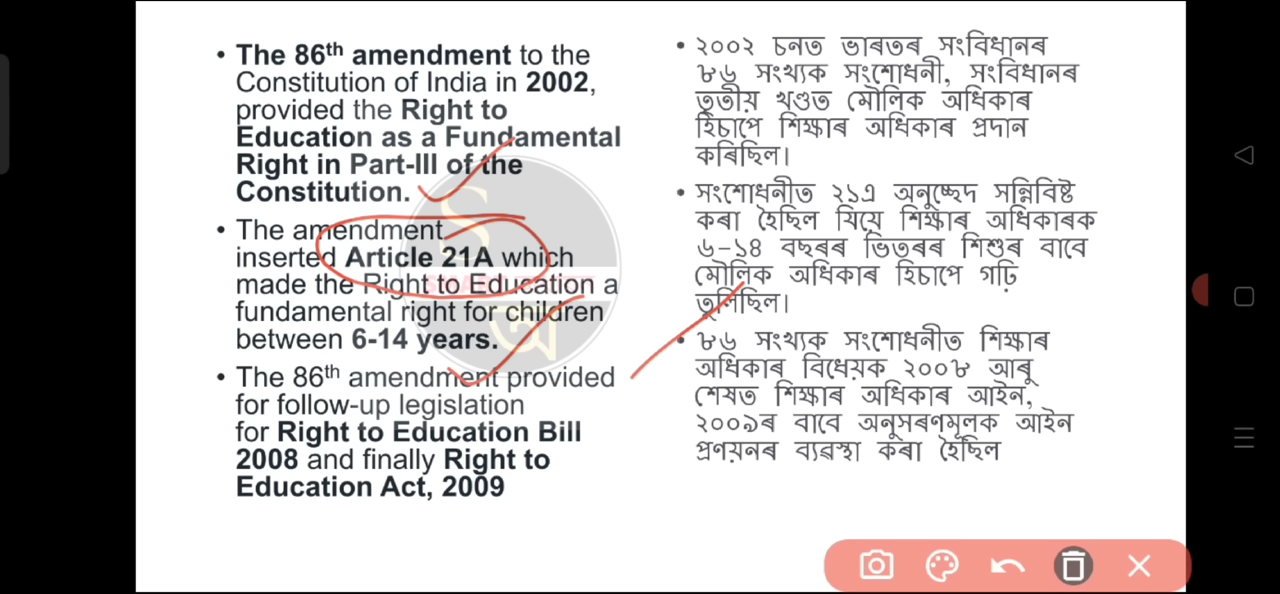 • The 86th amendment to the
Constitution of India in 2002,
provided the Right to
Education as a Fundamental
Right in Part-III of the
Constitution.
• The amendment
inserted Article 21A which
made the Right to Education a
fundamental right for children
between 6-14 years.
• The 86th amendment provided
for follow-up legislation
for Right to Education Bill
2008 and finally Right to
Education Act, 2009
• ২০০২ চনত ভাৰতৰ সংবিধানৰ
৮৬ সংখ্যক সংশোধনী, সংবিধানৰ
তৃতীয় খণ্ডত মৌলিক অধিকাৰ
হিচাপে শিক্ষাৰ অধিকাৰ প্ৰদান
কৰিছিল।
• সংশোধনীত ২১এ অনুচ্ছেদ সন্নিবিষ্ট
কৰা হৈছিল যিয়ে শিক্ষাৰ অধিকাৰক
৬-১৪ বছৰৰ ভিতৰৰ শিশুৰ বাবে
মৌলিক অধিকাৰ হিচাপে গঢ়ি
তুলিছিল।
• ৮৬ সংখ্যক সংশোধনীত শিক্ষাৰ
অধিকাৰ বিধেয়ক ২০০৮ আৰু
শেষত শিক্ষাৰ অধিকাৰ আইন,
২০০৯ৰ বাবে অনুসৰণমূলক আইন
প্ৰণয়নৰ ব্যৱস্থা কৰা হৈছিল